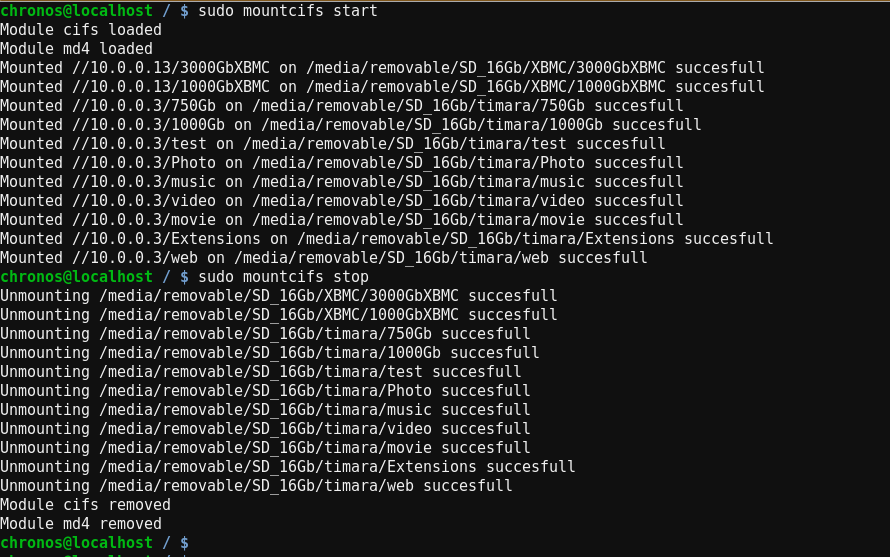 chronos@localhost / $ sudo mountcifs start
Module cifs loaded
Module md4 loaded
Mounted //10.0.0.13/3000GbXBMC on /media/removable/SD_16Gb/XBMC/3000GbXBMC succesfull
Mounted //10.0.0.13/1000GbXBMC on /media/removable/SD_16Gb/XBMC/1000GbXBMC succesfull
Mounted //10.0.0.3/750Gb on /media/removable/SD_16Gb/timara/750Gb succesfull
Mounted //10.0.0.3/1000Gb on /media/removable/SD_16Gb/timara/1000Gb succesfull
Mounted //10.0.0.3/test on /media/removable/SD_16Gb/timara/test succesfull
Mounted //10.0.0.3/Photo on /media/removable/SD_16Gb/timara/Photo succesfull
Mounted //10.0.0.3/music on /media/removable/SD_16Gb/timara/music succesfull
Mounted //10.0.0.3/video on /media/removable/SD_16Gb/timara/video succesfull
Mounted //10.0.0.3/movie on /media/removable/SD_16Gb/timara/movie succesfull
Mounted //10.0.0.3/Extensions on /media/removable/SD_16Gb/timara/Extensions succesfull
Mounted //10.0.0.3/web on /media/removable/SD_16Gb/timara/web succesfull
chronos@localhost / $ sudo mountcifs stop
Unmounting /media/removable/SD_16Gb/XBMC/3000GbXBMC succesfull
Unmounting /media/removable/SD_16Gb/XBMC/1000GbXBMC succesfull
Unmounting /media/removable/SD_16Gb/timara/750Gb succesfull
Unmounting /media/removable/SD_16Gb/timara/1000Gb succesfull
Unmounting /media/removable/SD_16Gb/timara/test succesfull
Unmounting /media/removable/SD_16Gb/timara/Photo succesfull
Unmounting /media/removable/SD_16Gb/timara/music succesfull
Unmounting /media/removable/SD_16Gb/timara/video succesfull
Unmounting /media/removable/SD_16Gb/timara/movie succesfull
Unmounting /media/removable/SD_16Gb/timara/Extensions succesfull
Unmounting /media/removable/SD_16Gb/timara/web succesfull
Module cifs removed
Module md4 removed
chronos@localhost / $